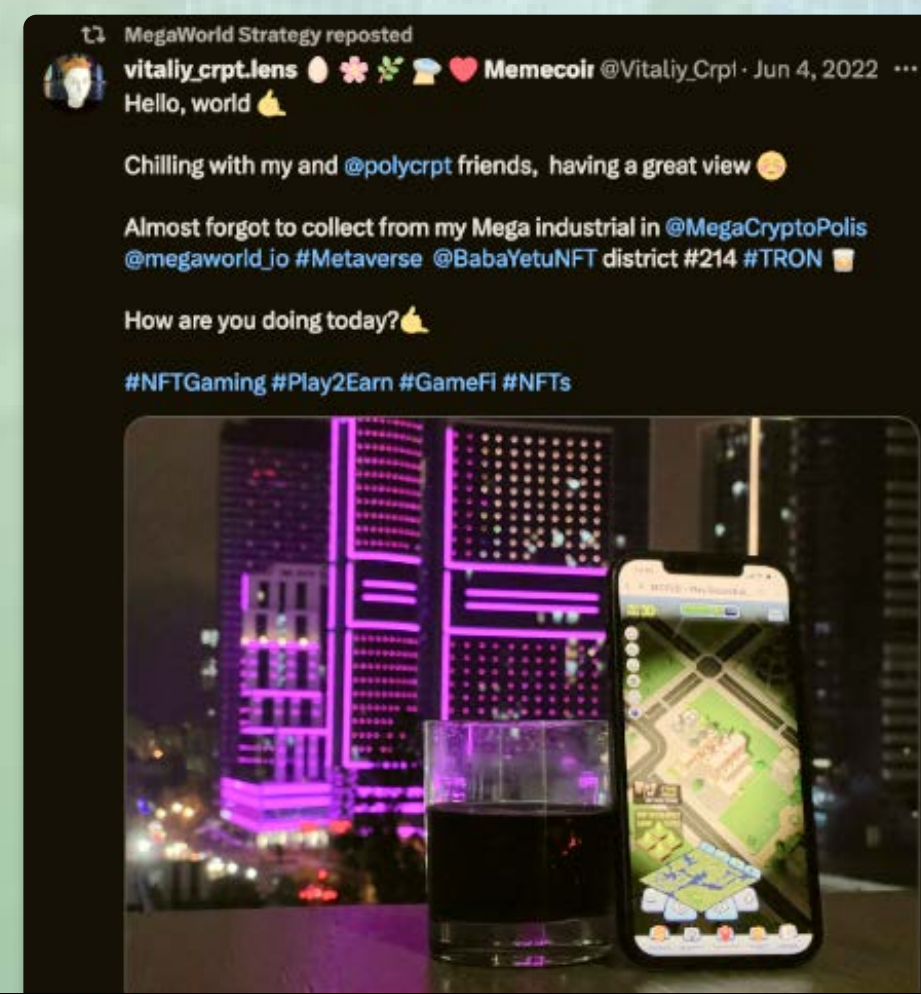 MegaWorld Strategy reposted
vitaliy_crpt.lens 🥚 🌸 🌿 🍄 ❤️ Memecoir @Vitaliy_Crpt · Jun 4, 2022 ···
Hello, world 🤙
Chilling with my and @polycrpt friends, having a great view ☺️
Almost forgot to collect from my Mega industrial in @MegaCryptoPolis
@megaworld_io #Metaverse @BabaYetuNFT district #214 #TRON 🥃
How are you doing today?🤙
#NFTGaming #Play2Earn #GameFi #NFTs